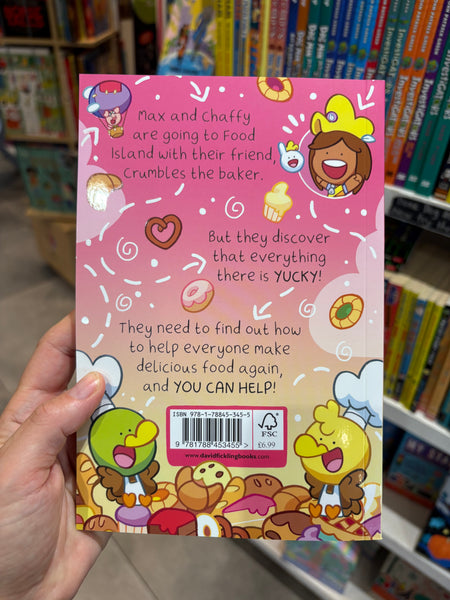 Max and Chaffy
are going to Food
Island with their friend,
Crumbles the baker.
But they discover
that everything
there is YUCKY!
They need to find out how
to help everyone make
delicious food again,
and YOU CAN HELP!
ISBN 978-1-78845-345-5
9 781788 453455 >
FSC
£6.99
www.davidficklingbooks.com